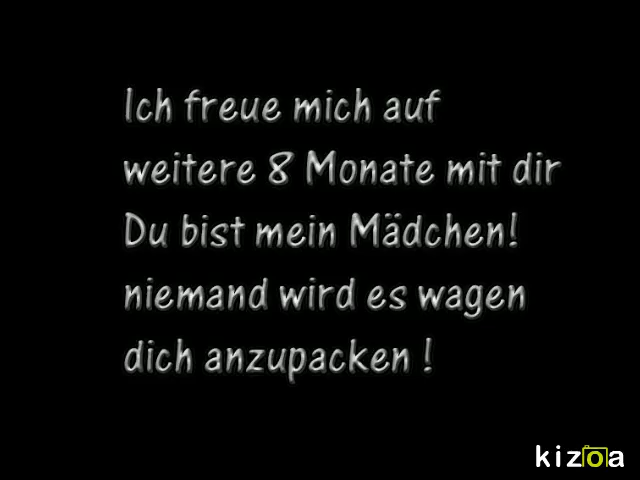 Ich freue mich auf
weitere 8 Monate mit dir
Du bist mein Mädchen!
niemand wird es wagen
dich anzupacken !
kizoa